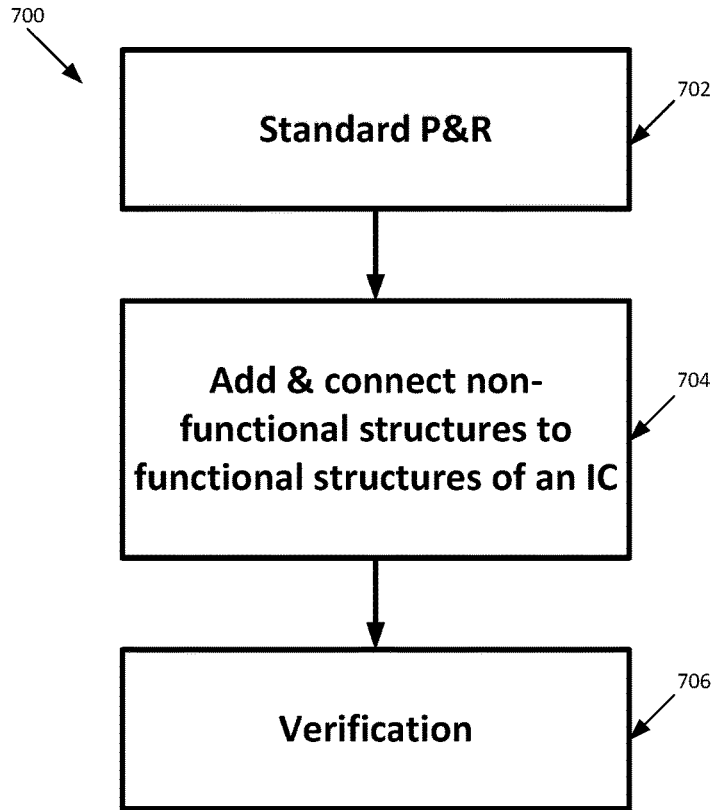 700
Standard P&R
702
Add & connect non-
functional structures to
functional structures of an IC
704
Verification
706